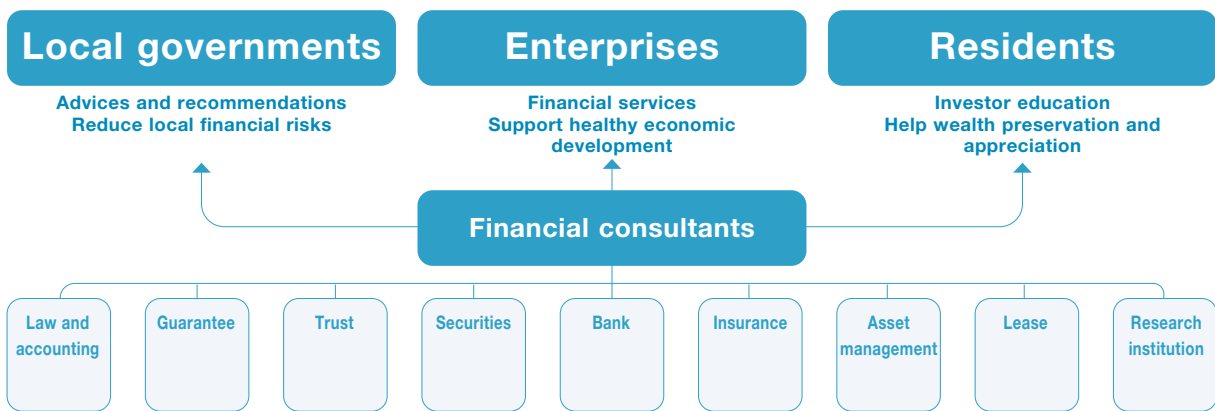 Local governments
Enterprises
Residents
Advices and recommendations
Reduce local financial risks
Financial services
Support healthy economic
development
Investor education
Help wealth preservation and
appreciation
Financial consultants
Law and
accounting
Guarantee
Trust
Securities
Bank
Insurance
Asset
management
Lease
Research
institution